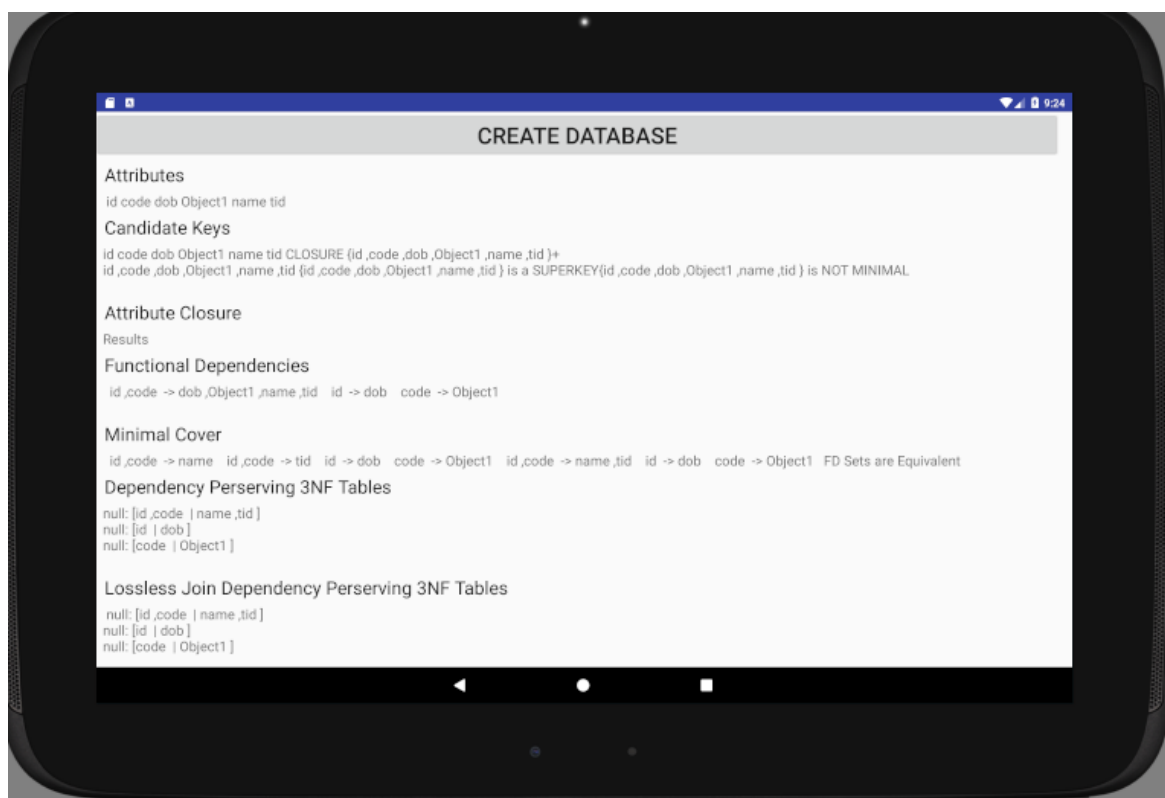 9:24
CREATE DATABASE
Attributes
id code dob Object1 name tid
Candidate Keys
id code dob Object1 name tid CLOSURE {id ,code ,dob ,Object1 ,name ,tid }+
id ,code ,dob ,Object1 ,name ,tid {id ,code ,dob ,Object1 ,name ,tid } is a SUPERKEY{id ,code ,dob ,Object1 ,name ,tid } is NOT MINIMAL
Attribute Closure
Results
Functional Dependencies
id ,code -> dob ,Object1 ,name ,tid id -> dob code -> Object1
Minimal Cover
id ,code -> name id ,code -> tid id -> dob code -> Object1 id ,code -> name ,tid id -> dob code -> Object1 FD Sets are Equivalent
Dependency Perserving 3NF Tables
null: [id ,code | name ,tid ]
null: [id | dob ]
null: [code | Object1 ]
Lossless Join Dependency Perserving 3NF Tables
null: [id ,code | name ,tid ]
null: [id | dob ]
null: [code | Object1 ]